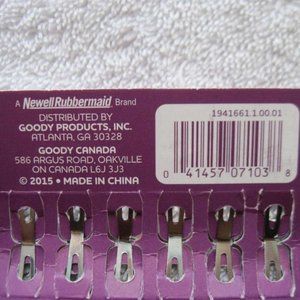 A NewellRubbermaid Brand
DISTRIBUTED BY
GOODY PRODUCTS, INC.
ATLANTA, GA 30328
GOODY CANADA
586 ARGUS ROAD, OAKVILLE
ON CANADA L6J 3J3
© 2015 • MADE IN CHINA
1941661.1.00.01
0 41457 07103 8